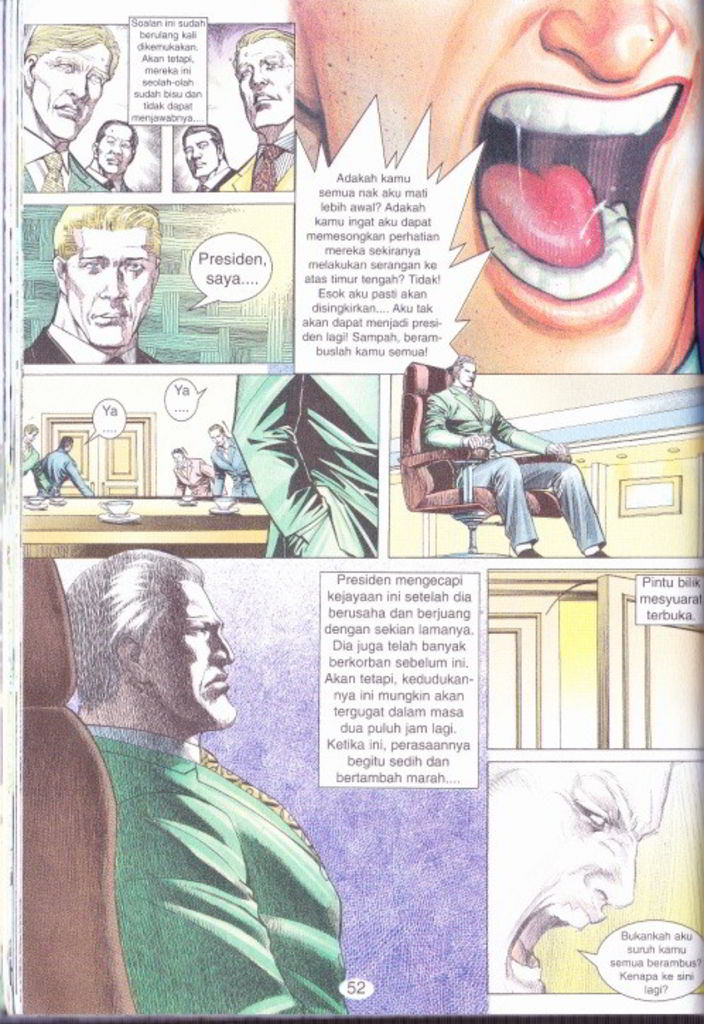 Soalan ini sudah
berulang kali
dikemukakan.
Akan tetapi,
mereka ini
seolah-olah
sudah bisu dan
tidak dapat
menjawabnya...
Adakah kamu
semua nak aku mati
lebih awal? Adakah
kamu ingat aku dapat
memesongkan perhatian
mereka sekiranya
melakukan serangan ke
atas timur tengah? Tidak!
Esok aku pasti akan
disingkirkan.... Aku tak
akan dapat menjadi presi-
den lagi! Sampah, beram-
buslah kamu semua!
Presiden,
saya....
Ya
....
Ya
....
Presiden mengecapi
kejayaan ini setelah dia
berusaha dan berjuang
dengan sekian lamanya.
Dia juga telah banyak
berkorban sebelum ini.
Akan tetapi, kedudukan-
nya ini mungkin akan
tergugat dalam masa
dua puluh jam lagi.
Ketika ini, perasaannya
begitu sedih dan
bertambah marah....
Pintu bilik
mesyuarat
terbuka.
Bukankah aku
suruh kamu
semua berambus?
Kenapa ke sini
lagi?
52